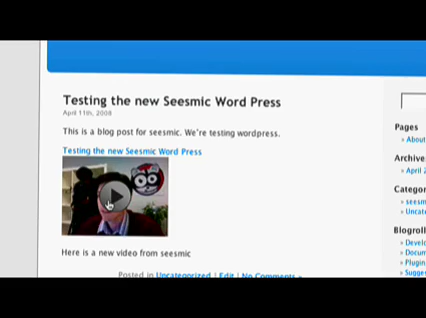 Testing the new Seesmic Word Press
April 11th, 2008
This is a blog post for seesmic. We're testing wordpress.
Testing the new Seesmic Word Press
Here is a new video from seesmic
Posted in Uncategorized | Edit | No Comments »
Pages
» About
Archive
» April 2
Categor
» seesm
» Uncate
Blogroll
» Develo
» Docum
» Plugin
» Sugge